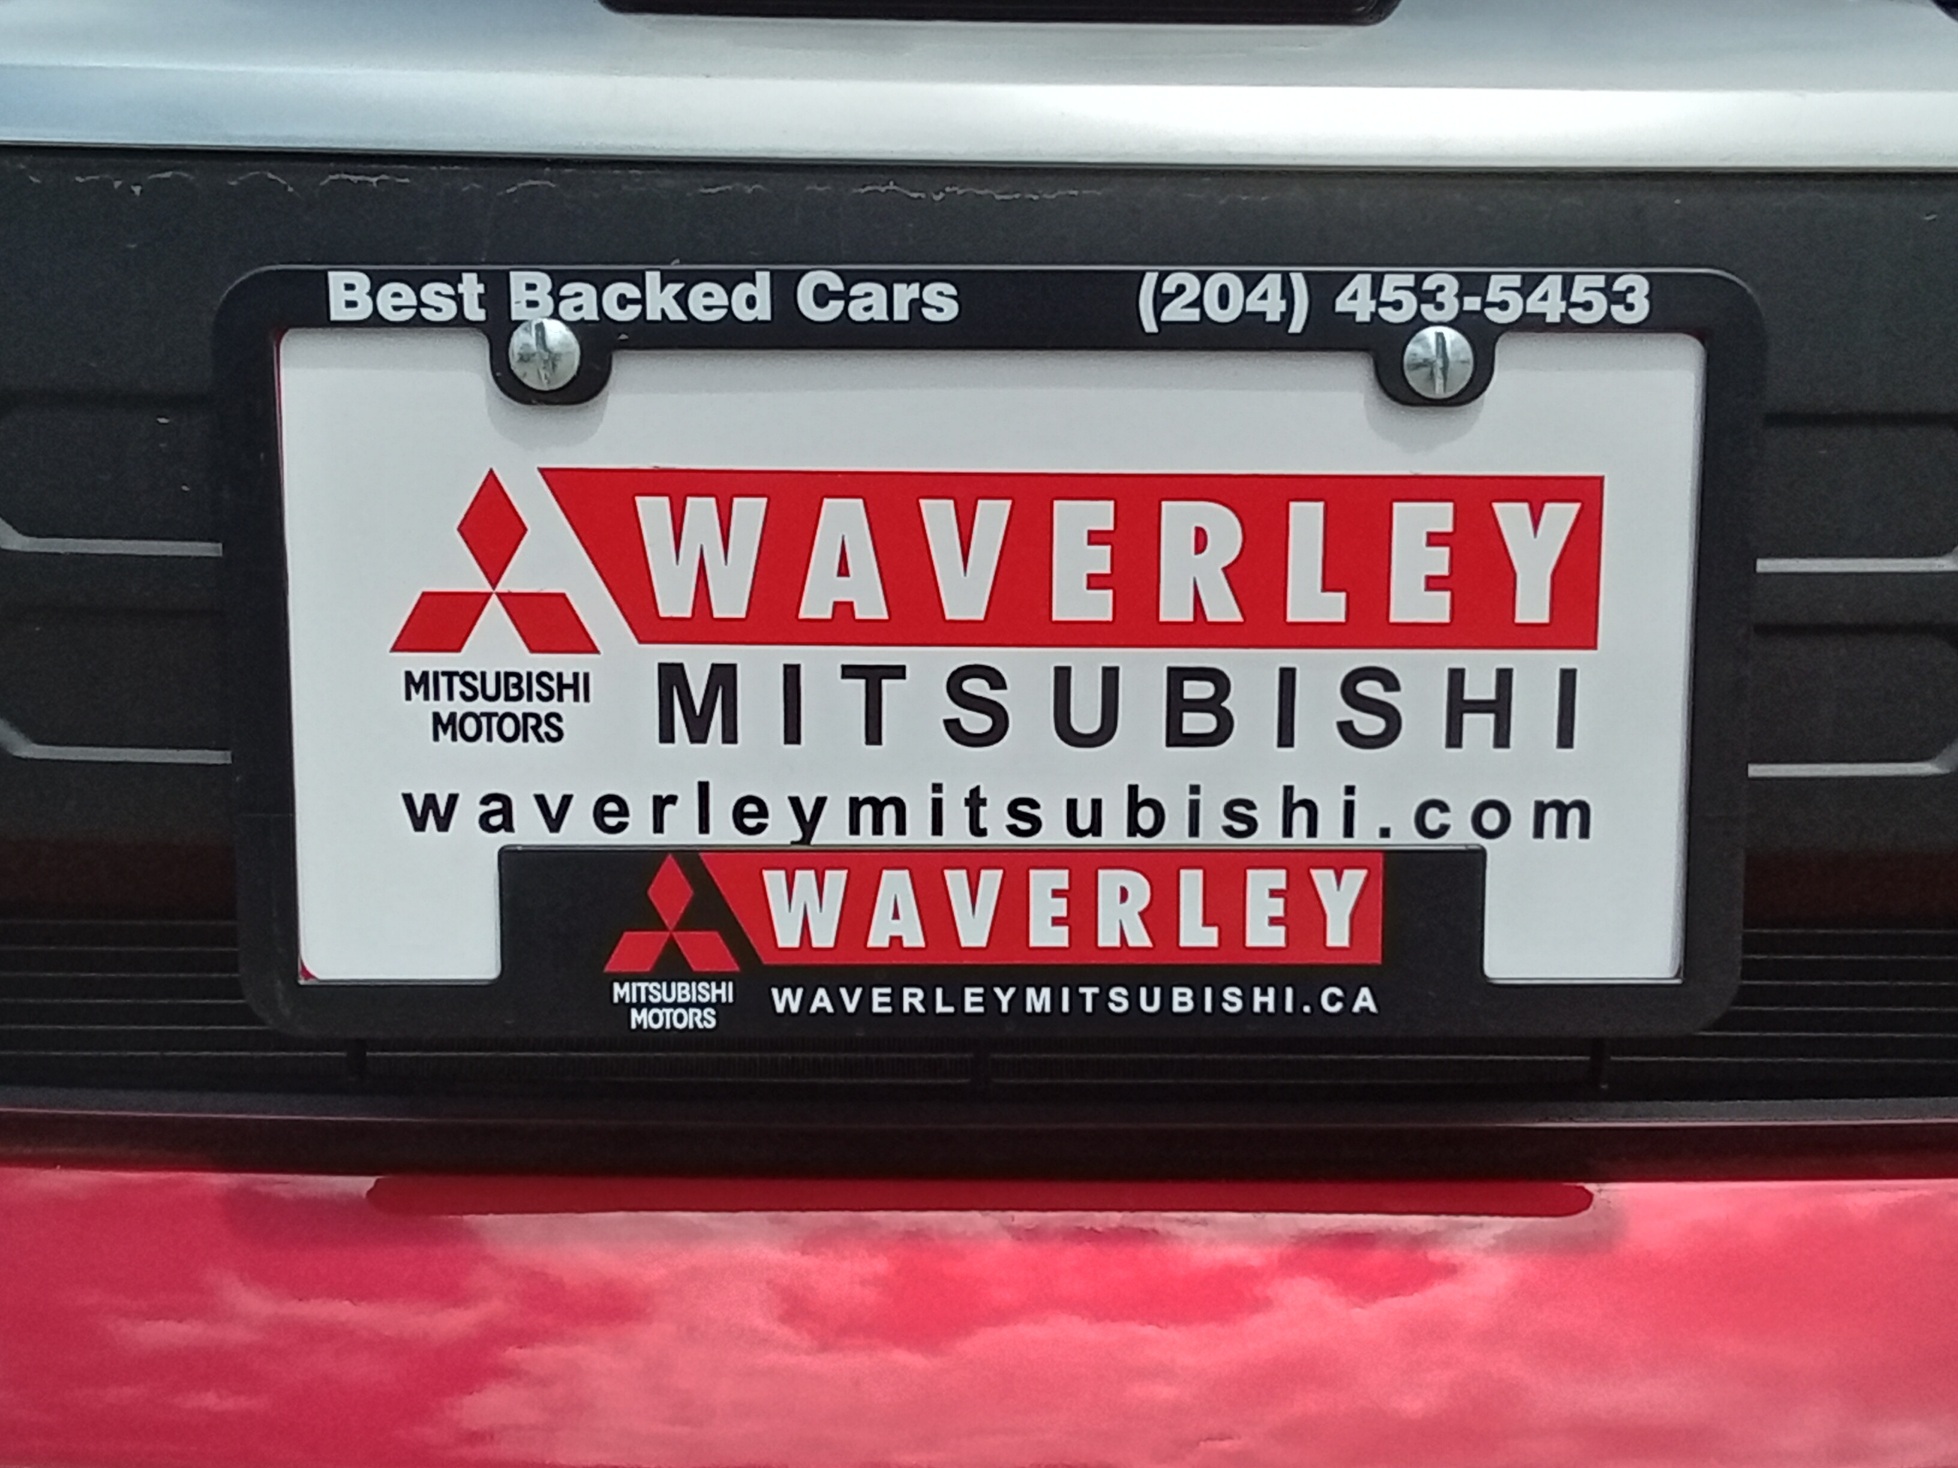 Best Backed Cars (204) 453-5453
WAVERLEY
MITSUBISHI
MITSUBISHI
MOTORS
waverleymitsubishi.com
WAVERLEY
MITSUBISHI
MOTORS
WAVERLEYMITSUBISHI.CA